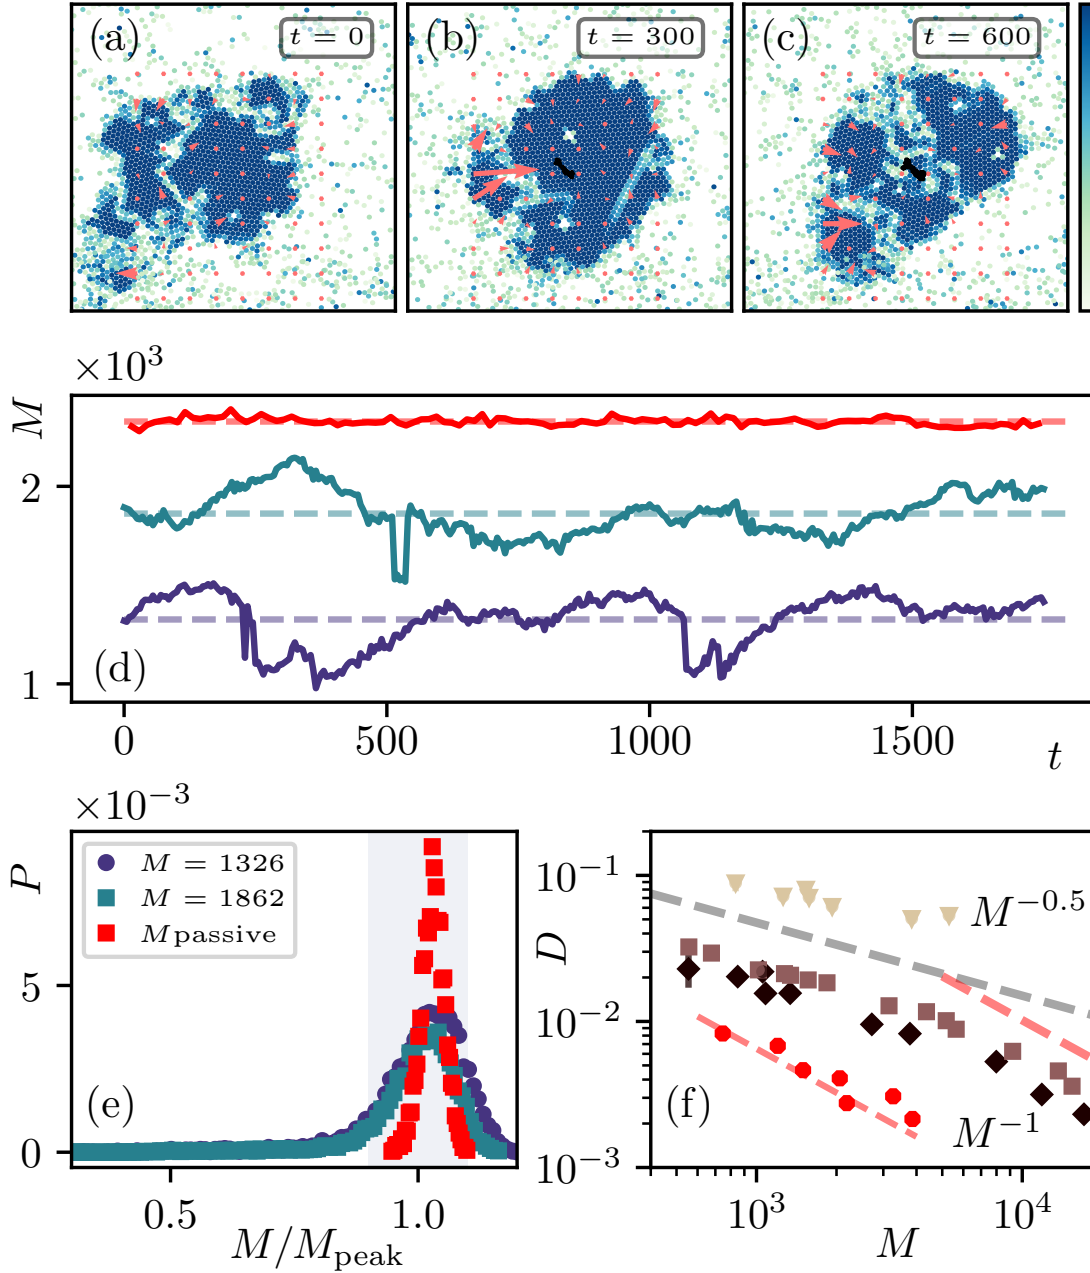 (a)
t = 0
(b)
t = 300
(c)
t = 600
×10³
M
2
1
(d)
0
500
1000
1500
t
×10⁻³
P
5
0
M = 1326
M = 1862
Mpassive
(e)
0.5
1.0
M/M_peak
D
10⁻¹
10⁻²
10⁻³
M⁻⁰·⁵
M⁻¹
(f)
10³
10⁴
M